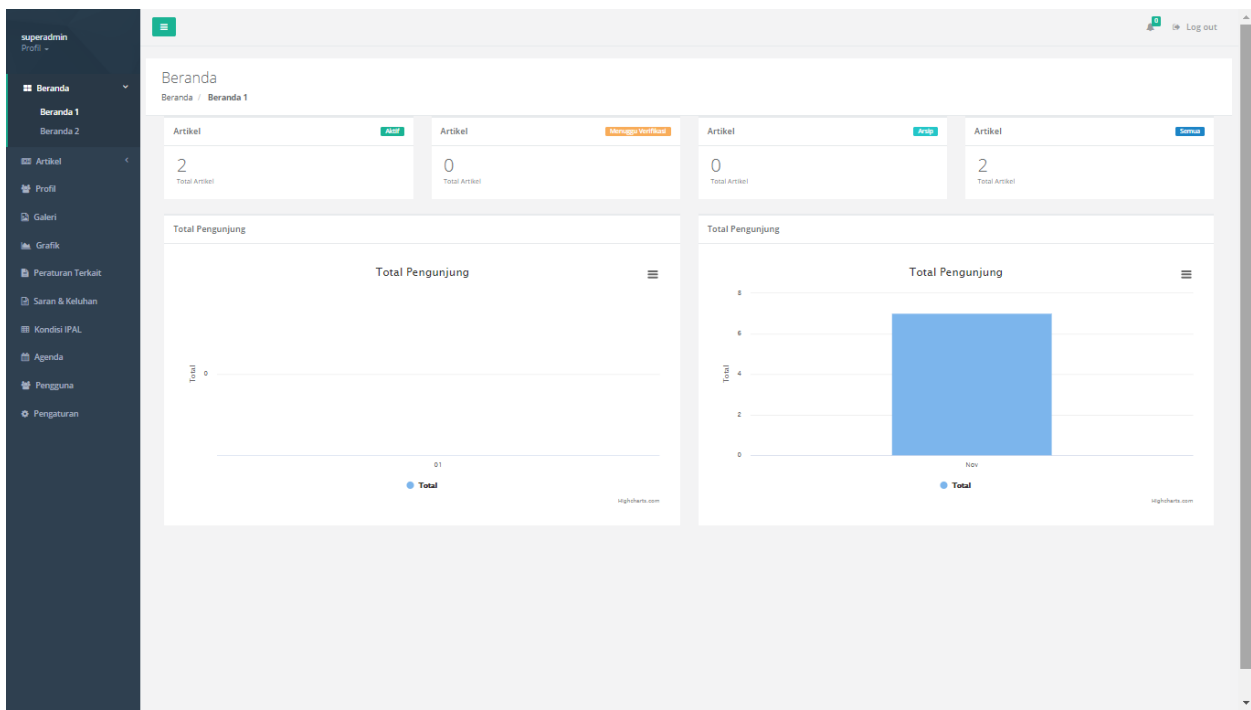 superadmin
Profil
0
Log out
Beranda
Beranda 1
Beranda 2
Artikel
Profil
Galeri
Grafik
Peraturan Terkait
Saran & Keluhan
Kondisi IPAL
Agenda
Pengguna
Pengaturan
Beranda
Beranda / Beranda 1
Artikel Aktif
2
Total Artikel
Artikel Menunggu Verifikasi
0
Total Artikel
Artikel Arsip
0
Total Artikel
Artikel Semua
2
Total Artikel
Total Pengunjung
Total Pengunjung
Total
0
01
Total
Highcharts.com
Total Pengunjung
Total Pengunjung
Total
8
6
4
2
0
Nov
Total
Highcharts.com